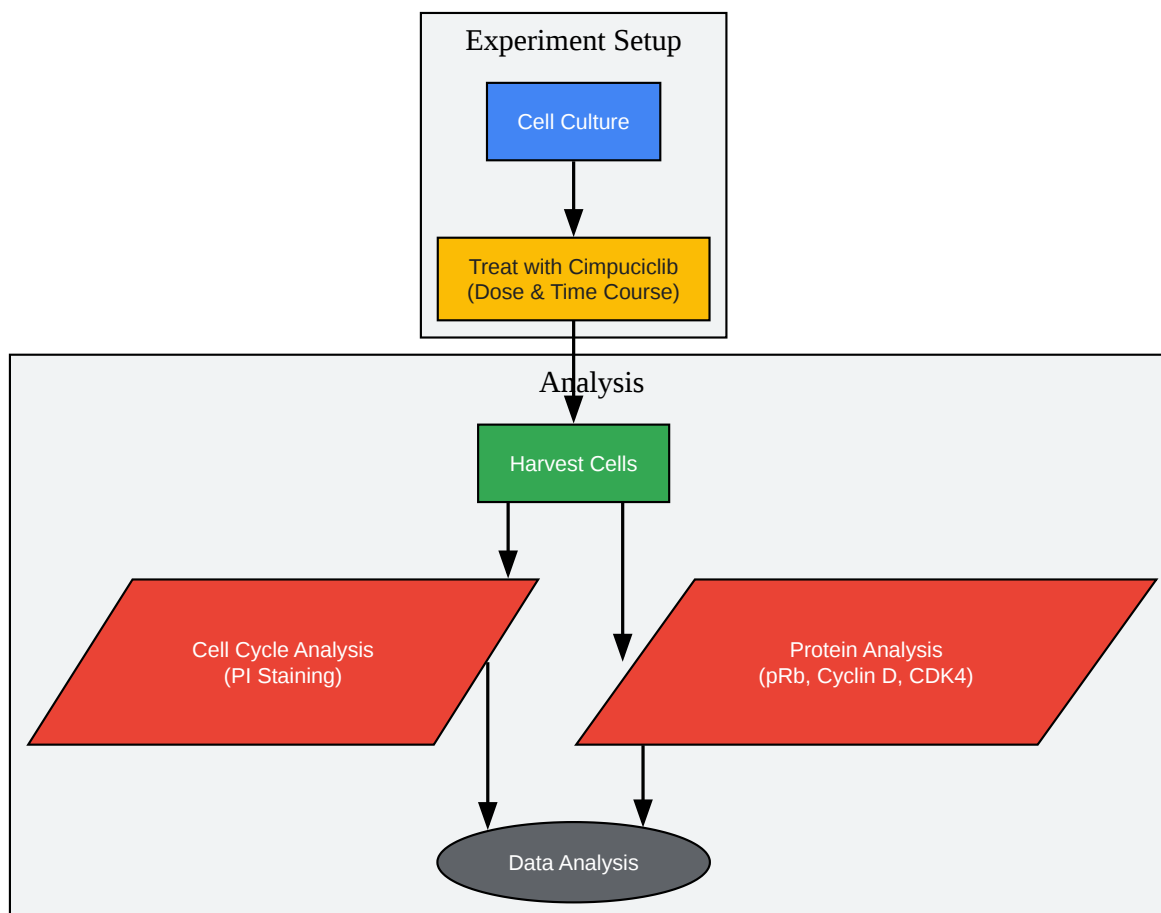 Experiment Setup
Cell Culture
Treat with Cimpuciclib
(Dose & Time Course)
Analysis
Harvest Cells
Cell Cycle Analysis
(PI Staining)
Protein Analysis
(pRb, Cyclin D, CDK4)
Data Analysis